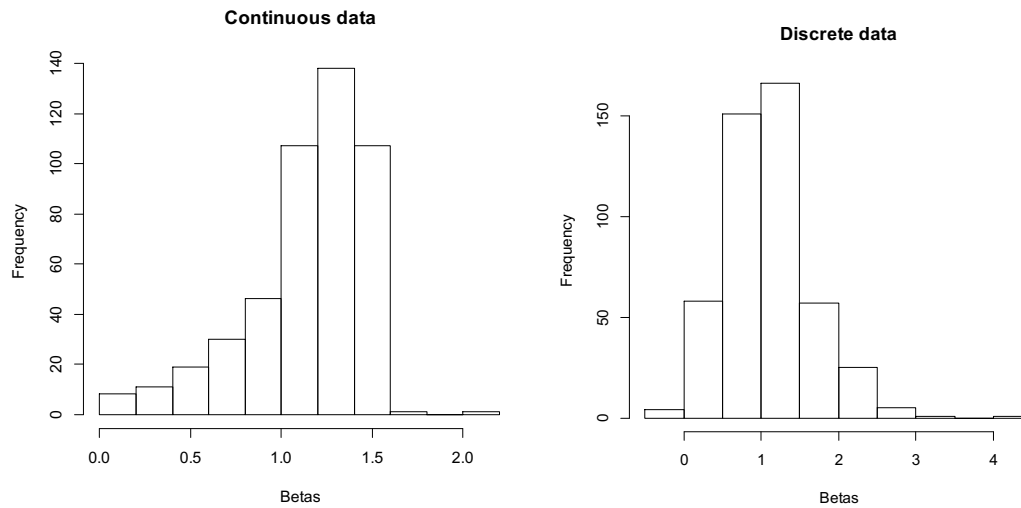 Continuous data
Frequency
0 20 40 60 80 100 120 140
0.0 0.5 1.0 1.5 2.0
Betas
Discrete data
Frequency
0 50 100 150
0 1 2 3 4
Betas